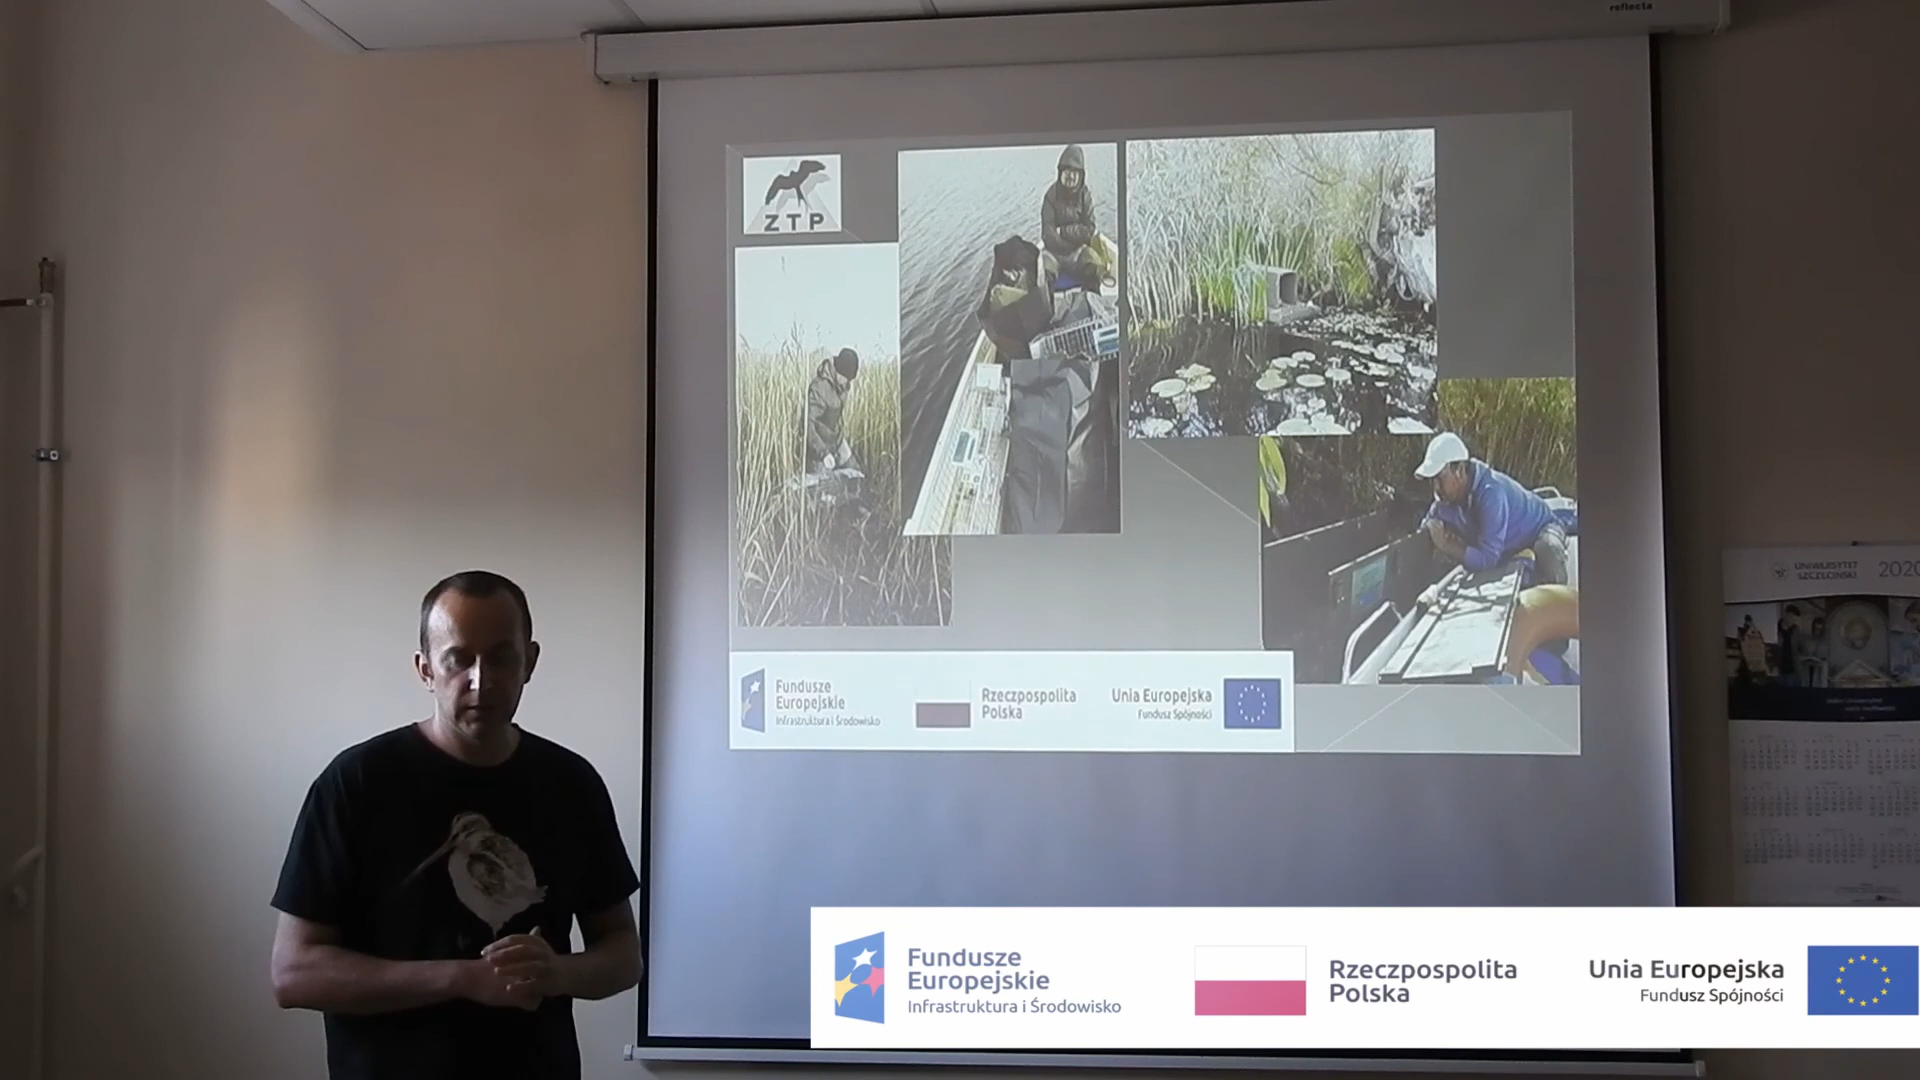 reflecta
ZTP
Fundusze
Europejskie
Infrastruktura i Środowisko
Rzeczpospolita
Polska
Unia Europejska
Fundusz Spójności
UNIWERSYTET
SZCZECIŃSKI
2020
Fundusze
Europejskie
Infrastruktura i Środowisko
Rzeczpospolita
Polska
Unia Europejska
Fundusz Spójności